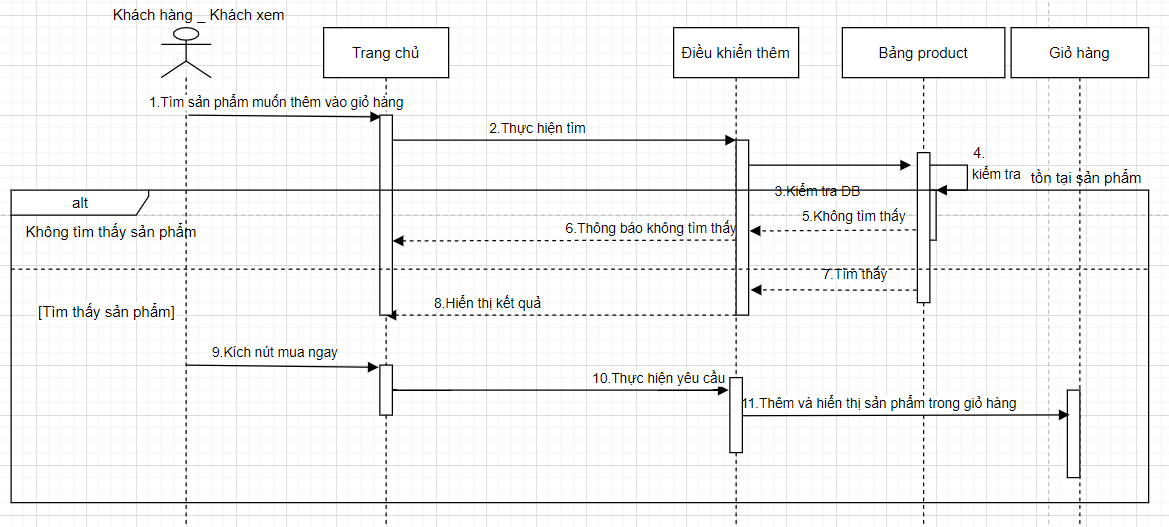 Khách hàng _ Khách xem
Trang chủ
Điều khiển thêm
Bảng product
Giỏ hàng
1.Tìm sản phẩm muốn thêm vào giỏ hàng
2.Thực hiện tìm
4.
kiểm tra
tồn tại sản phẩm
3.Kiểm tra DB
alt
5.Không tìm thấy
Không tìm thấy sản phẩm
6.Thông báo không tìm thấy
7.Tìm thấy
8.Hiển thị kết quả
[Tìm thấy sản phẩm]
9.Kích nút mua ngay
10.Thực hiện yêu cầu
11.Thêm và hiển thị sản phẩm trong giỏ hàng